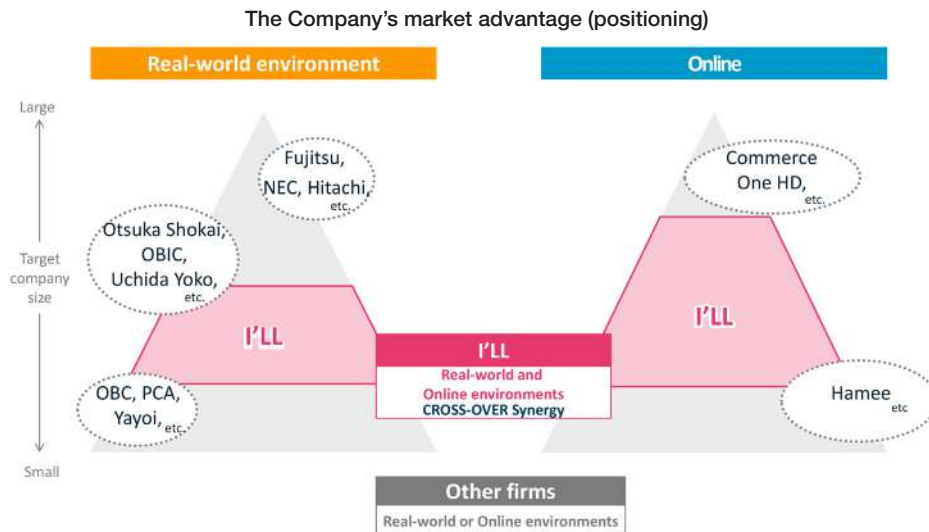 The Company’s market advantage (positioning)
Real-world environment
Online
Large
Target
company
size
Small
Fujitsu,
NEC, Hitachi,
etc.
Otsuka Shokai,
OBIC,
Uchida Yoko,
etc.
I’LL
OBC, PCA,
Yayoi,
etc.
Commerce
One HD,
etc.
I’LL
Hamee
etc
I’LL
Real-world and
Online environments
CROSS-OVER Synergy
Other firms
Real-world or Online environments